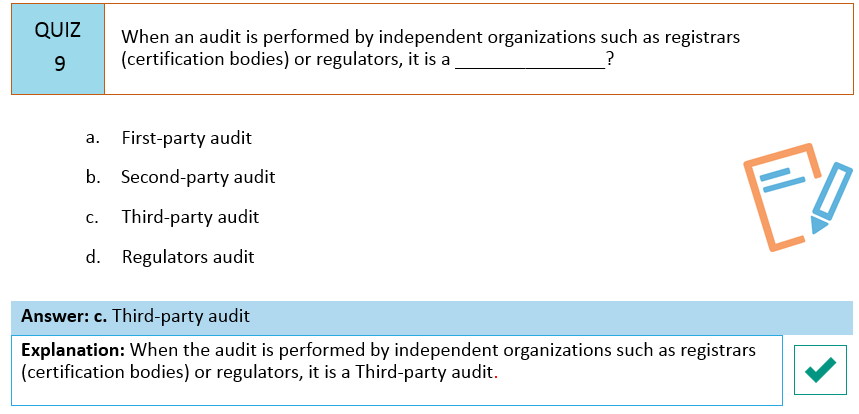 QUIZ
9
When an audit is performed by independent organizations such as registrars
(certification bodies) or regulators, it is a ________________?
a. First-party audit
b. Second-party audit
c. Third-party audit
d. Regulators audit
Answer: c. Third-party audit
Explanation: When the audit is performed by independent organizations such as registrars
(certification bodies) or regulators, it is a Third-party audit.